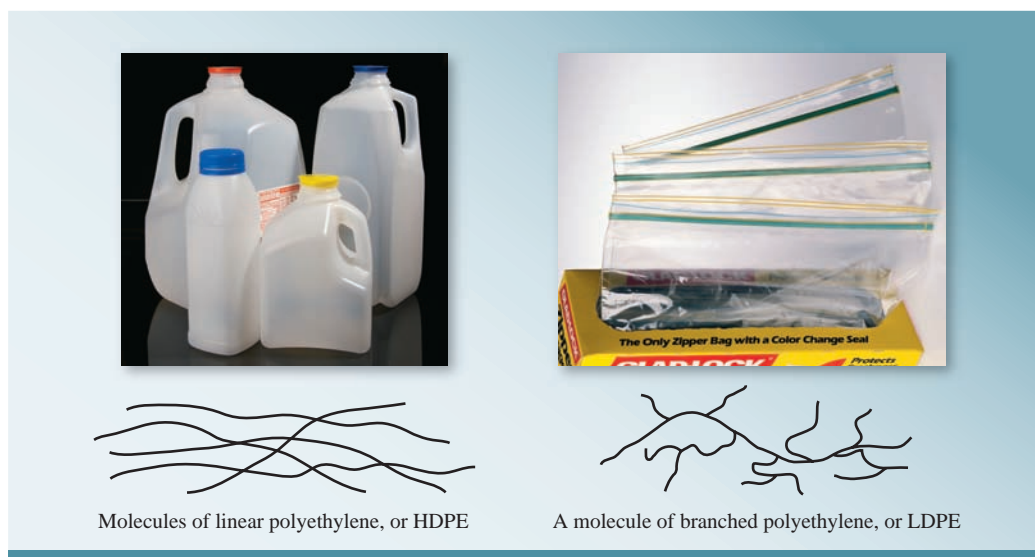 The Only Zipper Bag with a Color Change Seal
GLAD-LOCK
Protects
Molecules of linear polyethylene, or HDPE
A molecule of branched polyethylene, or LDPE